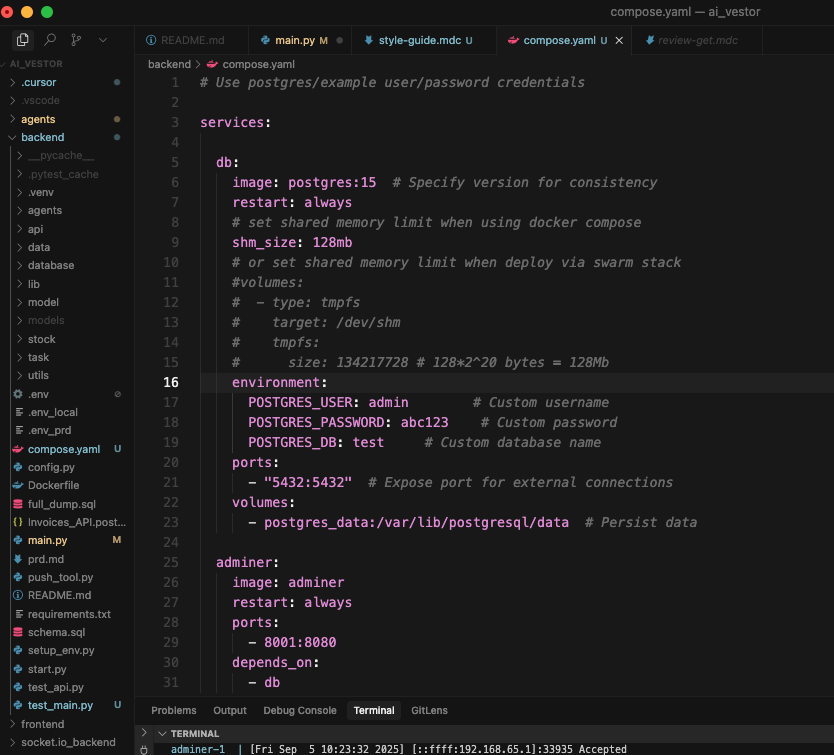 compose.yaml — ai_vestor
README.md
main.py M
style-guide.mdc U
compose.yaml U
review-get.mdc
AI_VESTOR
.cursor
.vscode
agents
backend
__pycache__
.pytest_cache
.venv
agents
api
data
database
lib
model
models
stock
task
utils
.env
.env_local
.env_prd
compose.yaml U
config.py
Dockerfile
full_dump.sql
Invoices_API.post...
main.py M
prd.md
push_tool.py
README.md
requirements.txt
schema.sql
setup_env.py
start.py
test_api.py
test_main.py U
frontend
socket.io_backend
backend > compose.yaml
1 # Use postgres/example user/password credentials
2
3 services:
4
5 db:
6 image: postgres:15 # Specify version for consistency
7 restart: always
8 # set shared memory limit when using docker compose
9 shm_size: 128mb
10 # or set shared memory limit when deploy via swarm stack
11 #volumes:
12 # - type: tmpfs
13 # target: /dev/shm
14 # tmpfs:
15 # size: 134217728 # 128*2^20 bytes = 128Mb
16 environment:
17 POSTGRES_USER: admin # Custom username
18 POSTGRES_PASSWORD: abc123 # Custom password
19 POSTGRES_DB: test # Custom database name
20 ports:
21 - "5432:5432" # Expose port for external connections
22 volumes:
23 - postgres_data:/var/lib/postgresql/data # Persist data
24
25 adminer:
26 image: adminer
27 restart: always
28 ports:
29 - 8001:8080
30 depends_on:
31 - db
Problems Output Debug Console Terminal GitLens
TERMINAL
adminer-1 | [Fri Sep 5 10:23:32 2025] [::ffff:192.168.65.1]:33935 Accepted